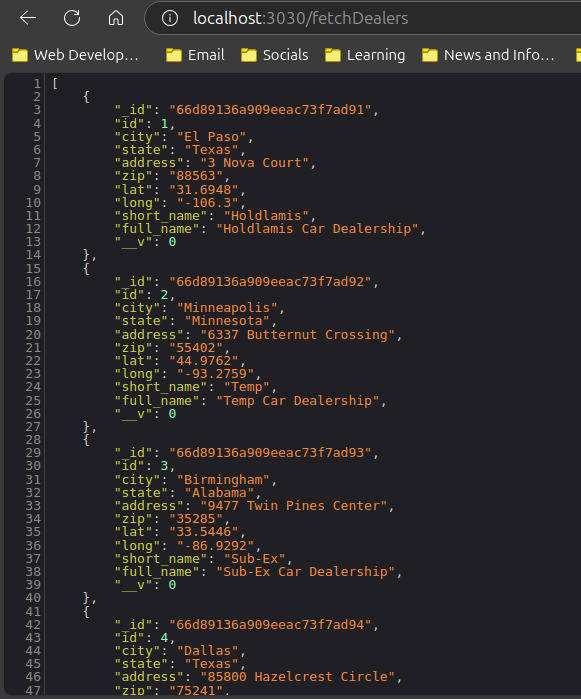 localhost:3030/fetchDealers
Web Develop... Email Socials Learning News and Info...
1 [
2 {
3 "_id": "66d89136a909eeac73f7ad91",
4 "id": 1,
5 "city": "El Paso",
6 "state": "Texas",
7 "address": "3 Nova Court",
8 "zip": "88563",
9 "lat": "31.6948",
10 "long": "-106.3",
11 "short_name": "Holdlamis",
12 "full_name": "Holdlamis Car Dealership",
13 "__v": 0
14 },
15 {
16 "_id": "66d89136a909eeac73f7ad92",
17 "id": 2,
18 "city": "Minneapolis",
19 "state": "Minnesota",
20 "address": "6337 Butternut Crossing",
21 "zip": "55402",
22 "lat": "44.9762",
23 "long": "-93.2759",
24 "short_name": "Temp",
25 "full_name": "Temp Car Dealership",
26 "__v": 0
27 },
28 {
29 "_id": "66d89136a909eeac73f7ad93",
30 "id": 3,
31 "city": "Birmingham",
32 "state": "Alabama",
33 "address": "9477 Twin Pines Center",
34 "zip": "35285",
35 "lat": "33.5446",
36 "long": "-86.9292",
37 "short_name": "Sub-Ex",
38 "full_name": "Sub-Ex Car Dealership",
39 "__v": 0
40 },
41 {
42 "_id": "66d89136a909eeac73f7ad94",
43 "id": 4,
44 "city": "Dallas",
45 "state": "Texas",
46 "address": "85800 Hazelcrest Circle",
47 "zip": "75241",